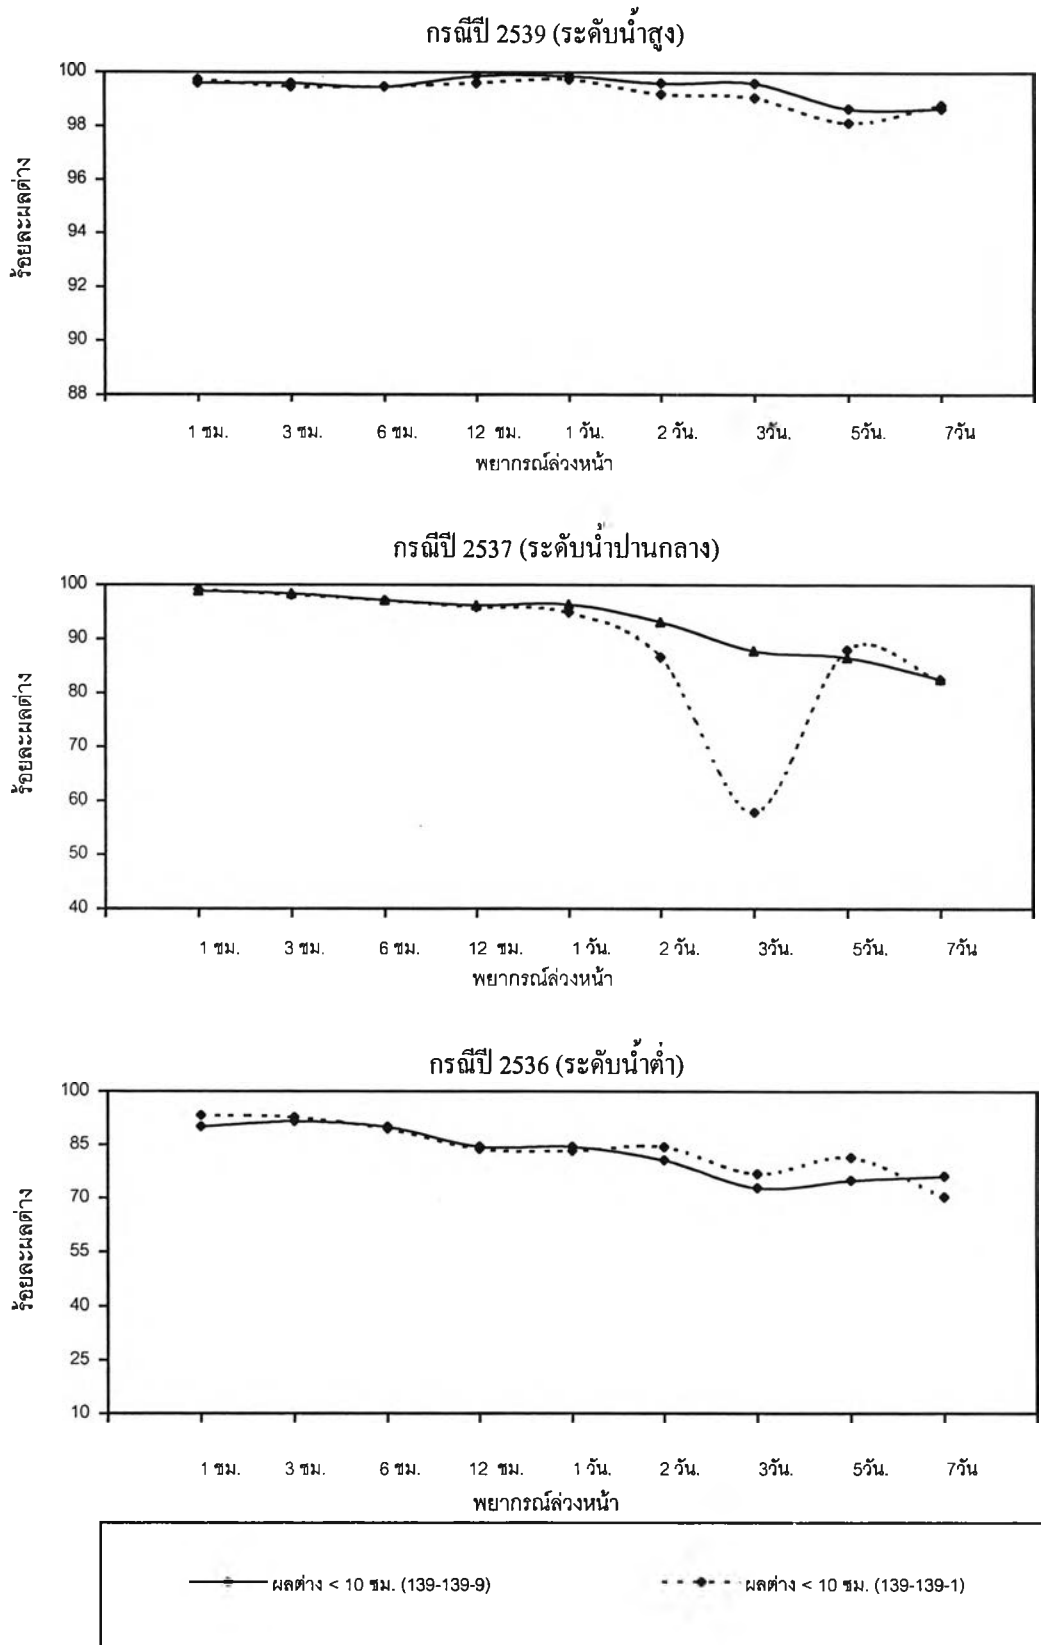 กรณีปี 2539 (ระดับน้ำสูง)
ร้อยละผลต่าง
100
98
96
94
92
90
88
1 ชม. 3 ชม. 6 ชม. 12 ชม. 1 วัน. 2 วัน. 3วัน. 5วัน. 7วัน
พยากรณ์ล่วงหน้า
กรณีปี 2537 (ระดับน้ำปานกลาง)
ร้อยละผลต่าง
100
90
80
70
60
50
40
1 ชม. 3 ชม. 6 ชม. 12 ชม. 1 วัน. 2 วัน. 3วัน. 5วัน. 7วัน
พยากรณ์ล่วงหน้า
กรณีปี 2536 (ระดับน้ำต่ำ)
ร้อยละผลต่าง
100
85
70
55
40
25
10
1 ชม. 3 ชม. 6 ชม. 12 ชม. 1 วัน. 2 วัน. 3วัน. 5วัน. 7วัน
พยากรณ์ล่วงหน้า
ผลต่าง < 10 ซม. (139-139-9) ผลต่าง < 10 ซม. (139-139-1)